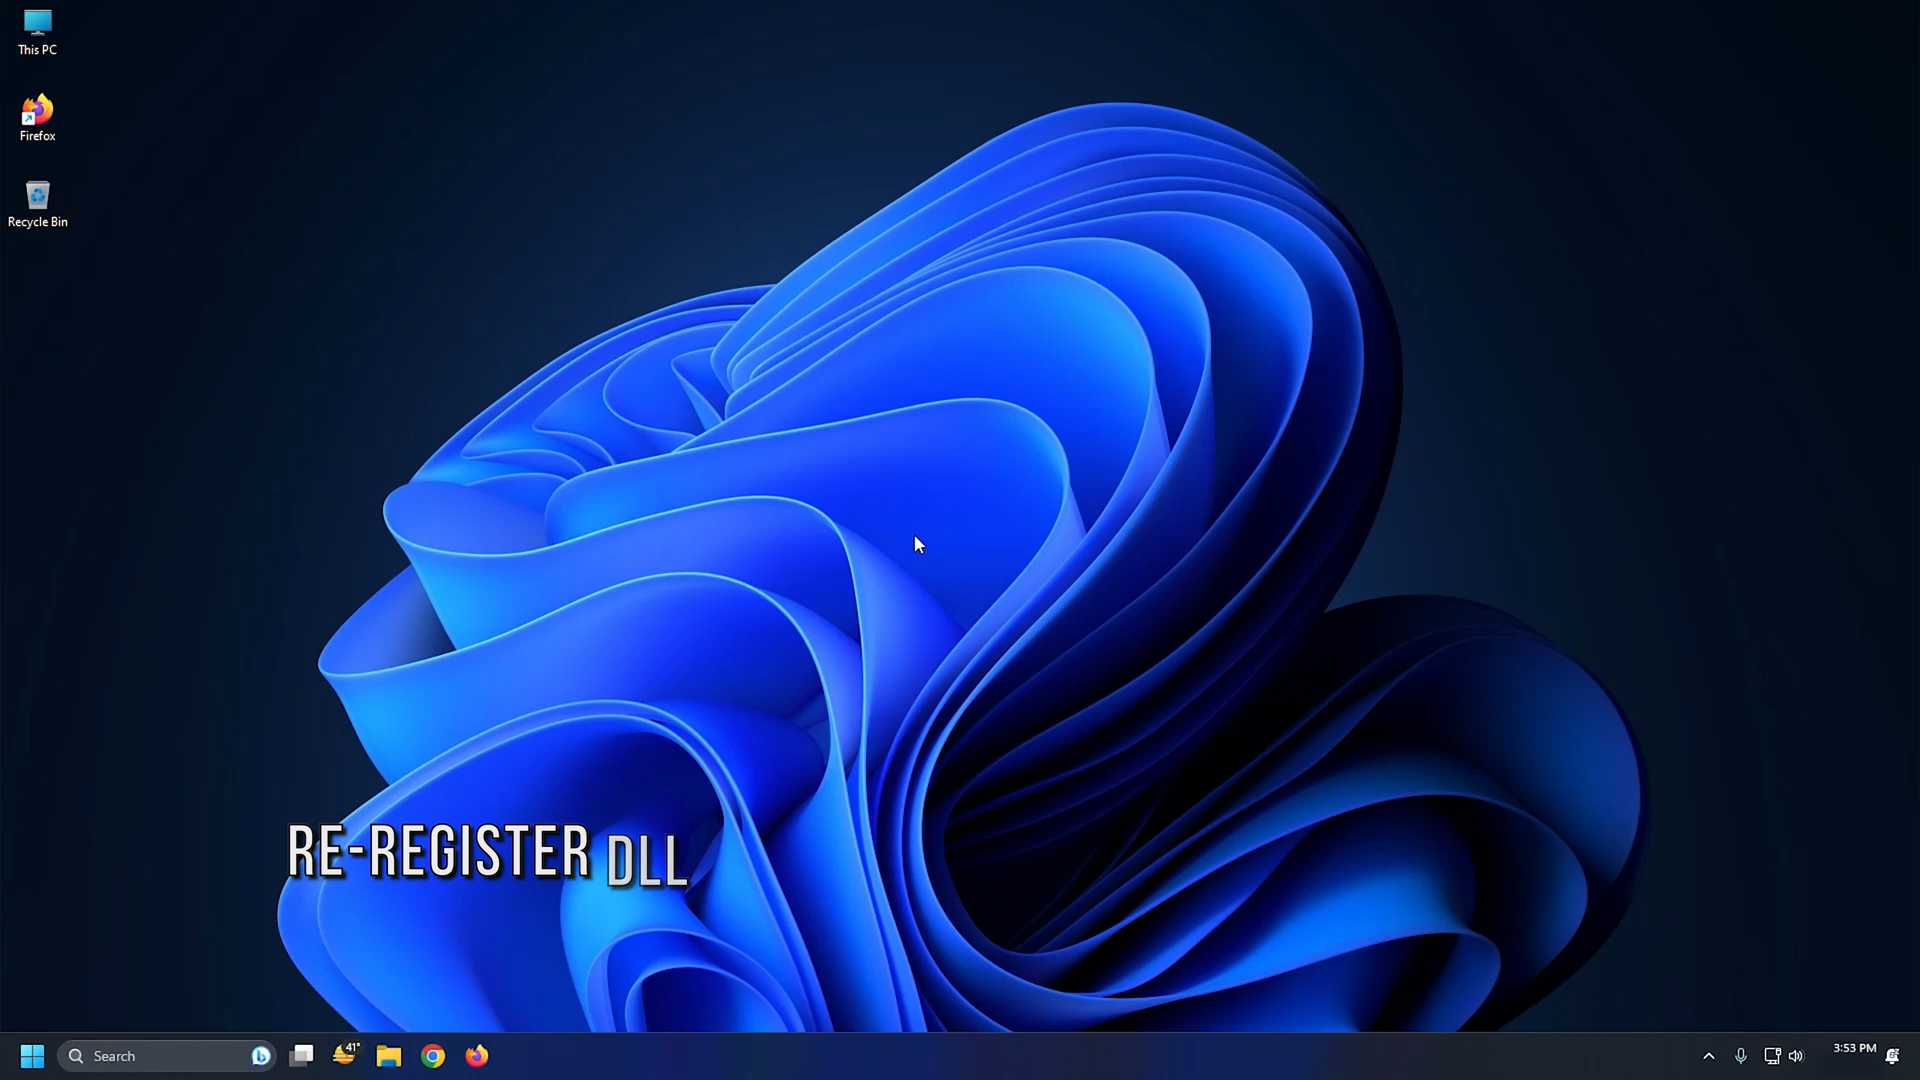 This PC
Firefox
Recycle Bin
RE-REGISTER DLL
Search
41°
3:53 PM